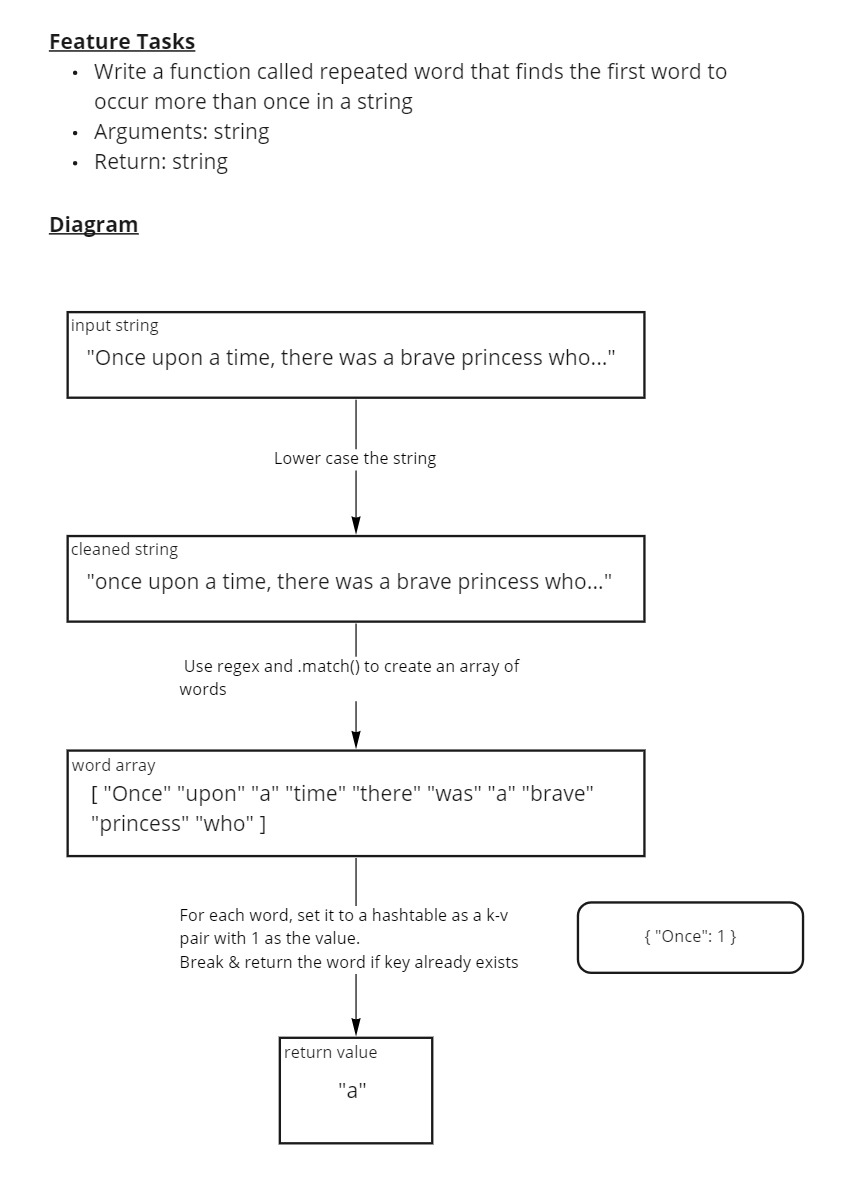 Feature Tasks
• Write a function called repeated word that finds the first word to
occur more than once in a string
• Arguments: string
• Return: string
Diagram
input string
"Once upon a time, there was a brave princess who..."
Lower case the string
cleaned string
"once upon a time, there was a brave princess who..."
Use regex and .match() to create an array of
words
word array
[ "Once" "upon" "a" "time" "there" "was" "a" "brave"
"princess" "who" ]
For each word, set it to a hashtable as a k-v
pair with 1 as the value.
Break & return the word if key already exists
{ "Once": 1 }
return value
"a"